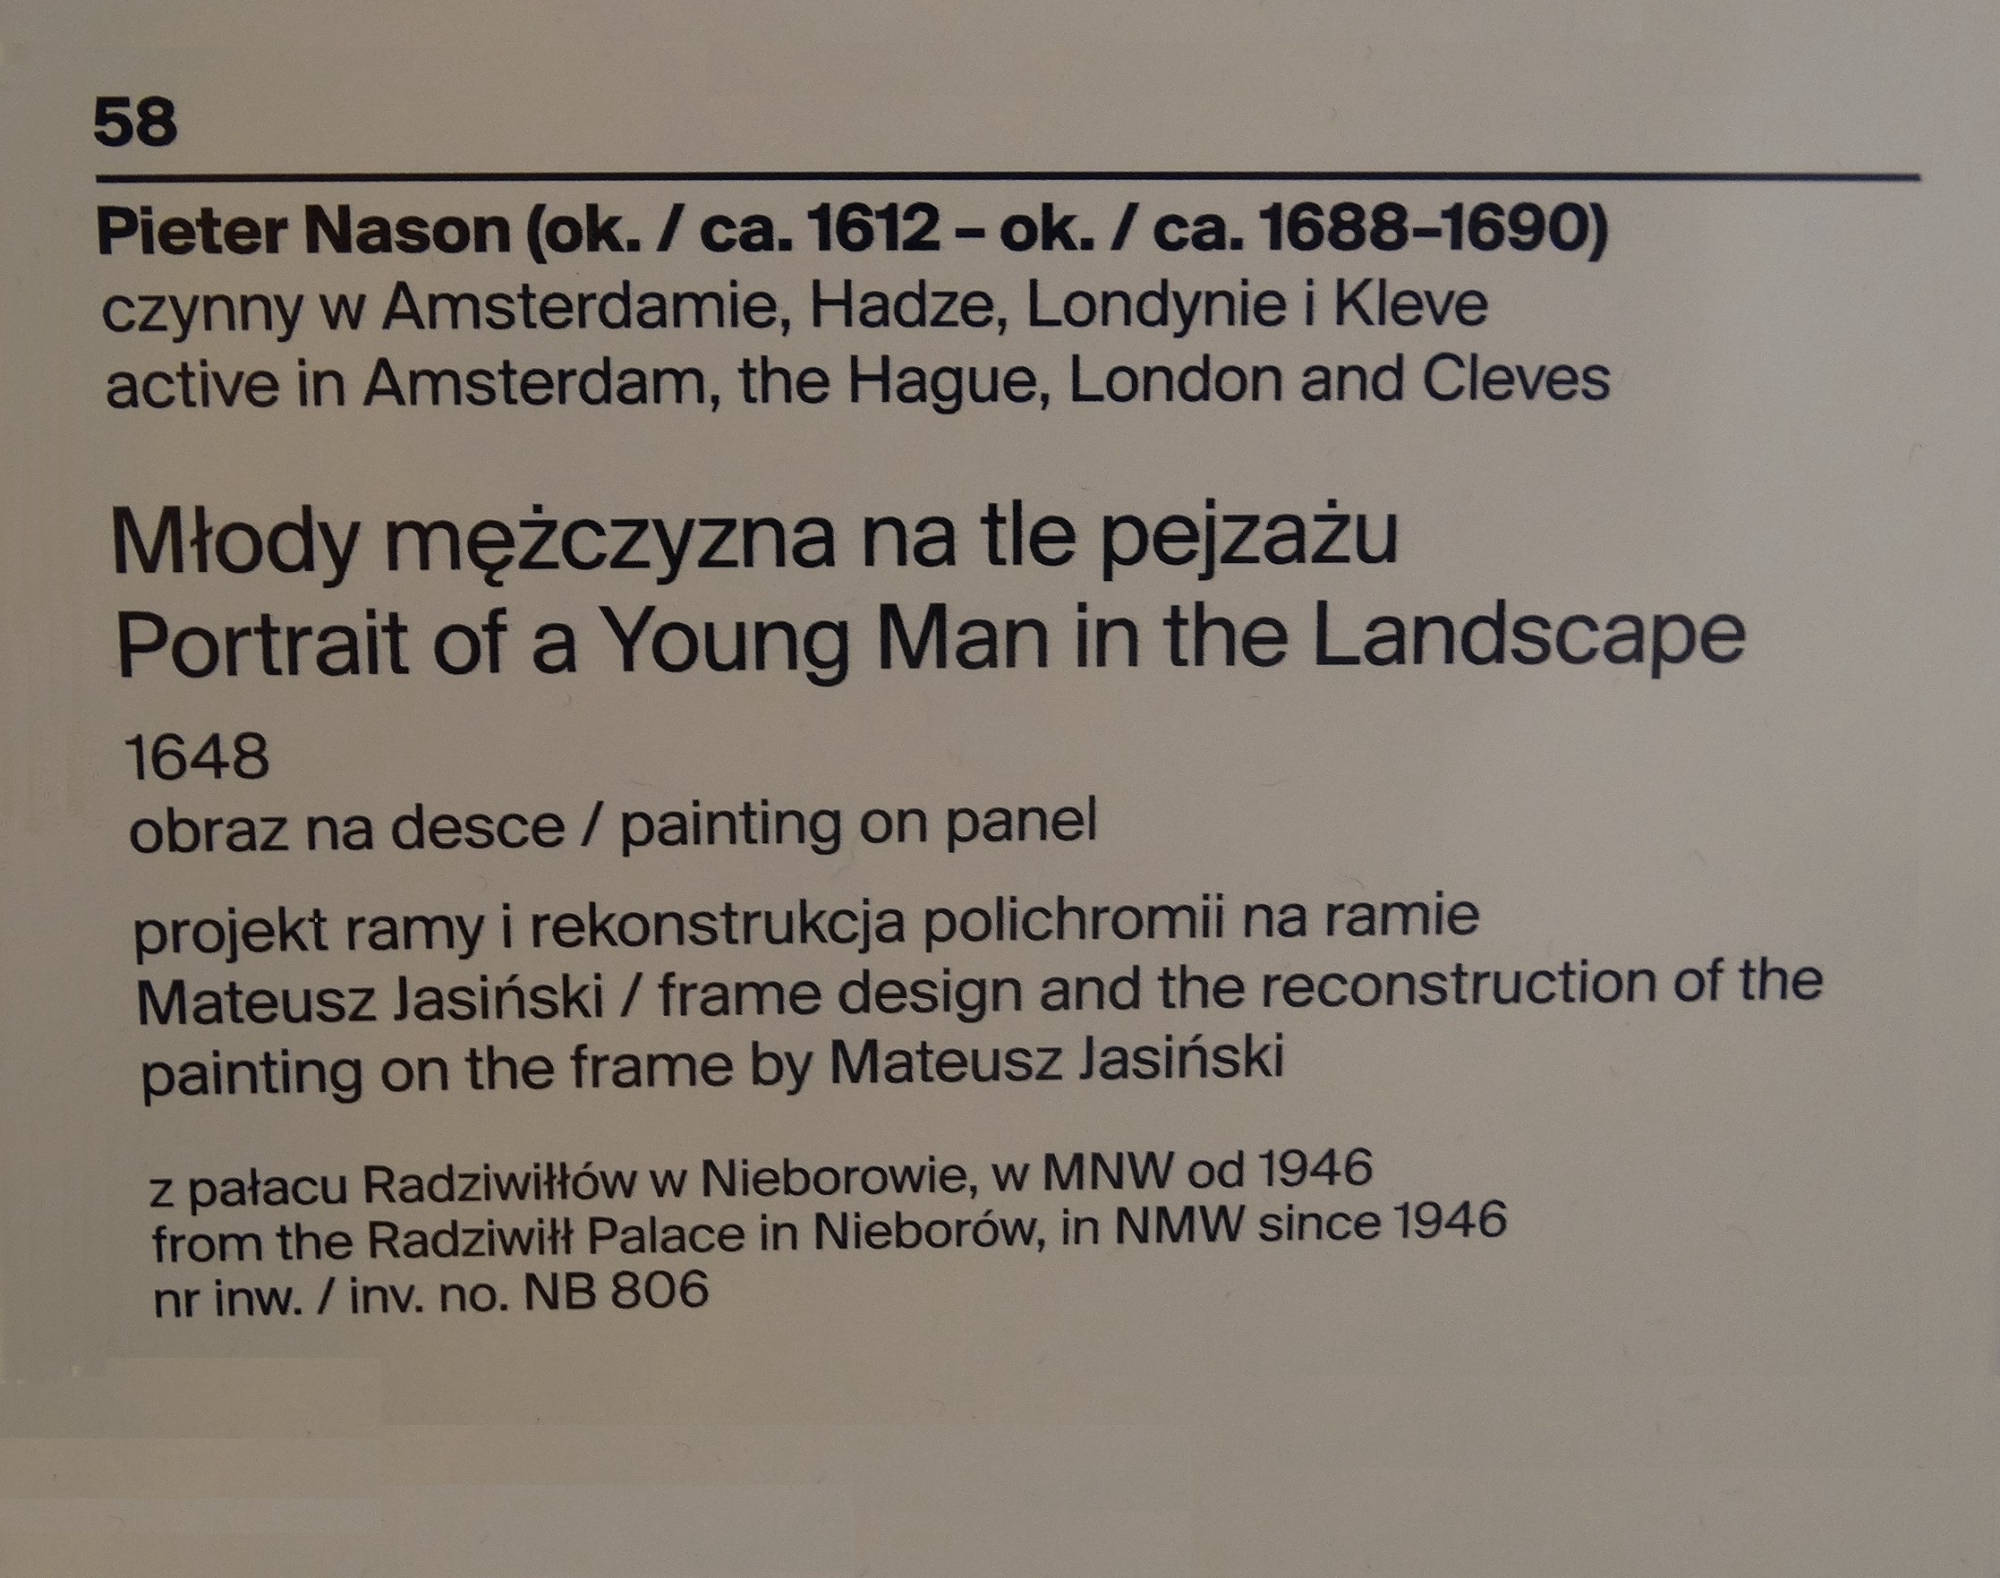 58
Pieter Nason (ok. / ca. 1612 – ok. / ca. 1688–1690)
czynny w Amsterdamie, Hadze, Londynie i Kleve
active in Amsterdam, the Hague, London and Cleves
Młody mężczyzna na tle pejzażu
Portrait of a Young Man in the Landscape
1648
obraz na desce / painting on panel
projekt ramy i rekonstrukcja polichromii na ramie
Mateusz Jasiński / frame design and the reconstruction of the
painting on the frame by Mateusz Jasiński
z pałacu Radziwiłłów w Nieborowie, w MNW od 1946
from the Radziwiłł Palace in Nieborów, in NMW since 1946
nr inw. / inv. no. NB 806